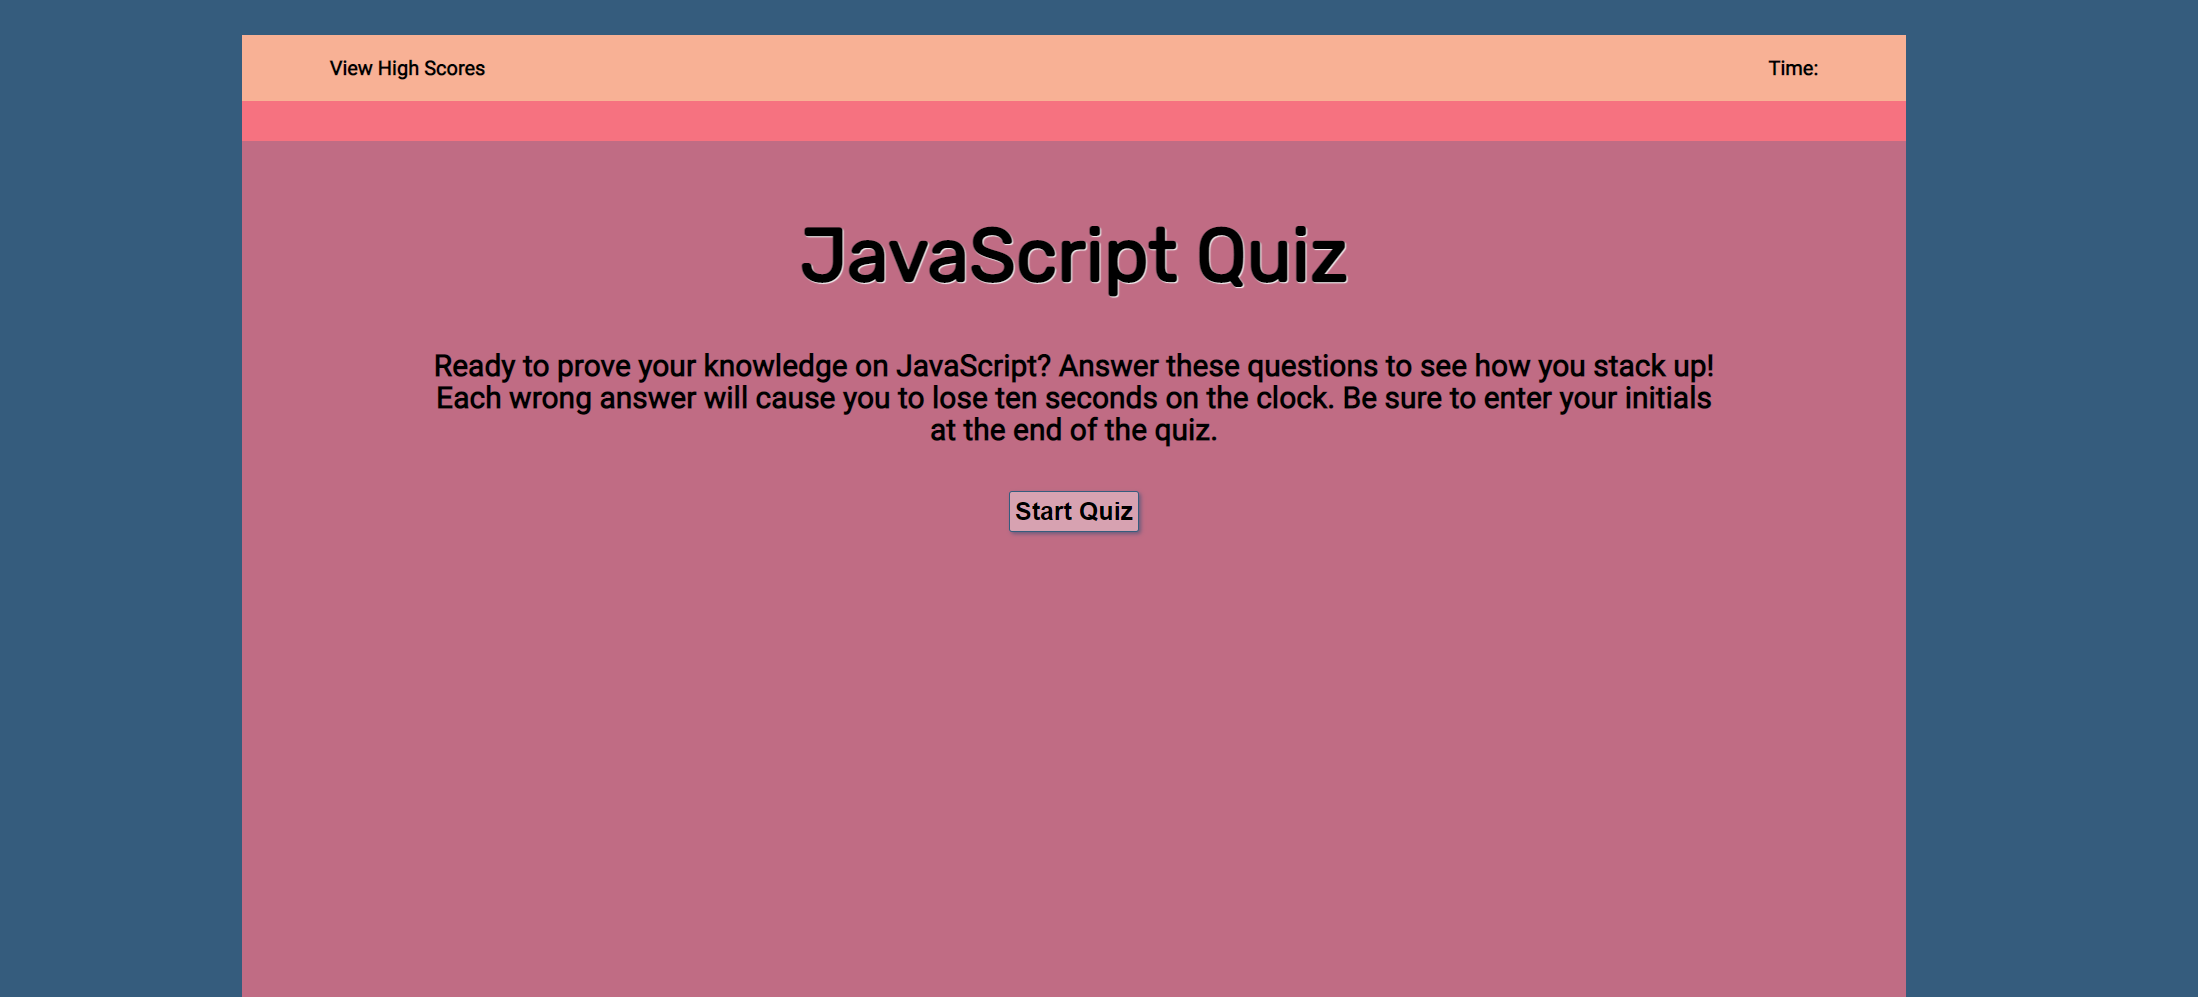 View High Scores
Time:
JavaScript Quiz
Ready to prove your knowledge on JavaScript? Answer these questions to see how you stack up!
Each wrong answer will cause you to lose ten seconds on the clock. Be sure to enter your initials
at the end of the quiz.
Start Quiz